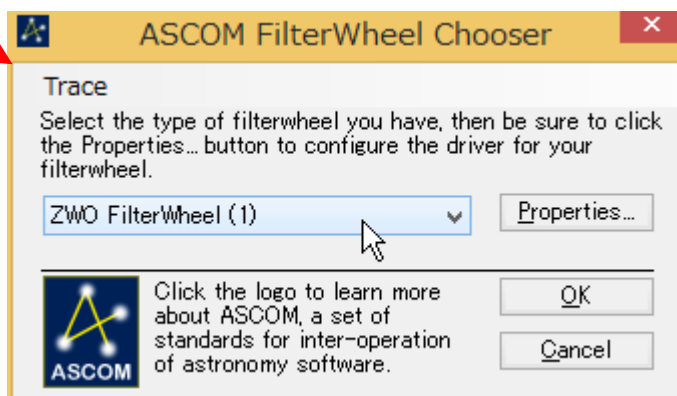 ASCOM FilterWheel Chooser
Trace
Select the type of filterwheel you have, then be sure to click
the Properties... button to configure the driver for your
filterwheel.
ZWO FilterWheel (1)
Properties...
Click the logo to learn more
about ASCOM, a set of
standards for inter-operation
of astronomy software.
ASCOM
OK
Cancel